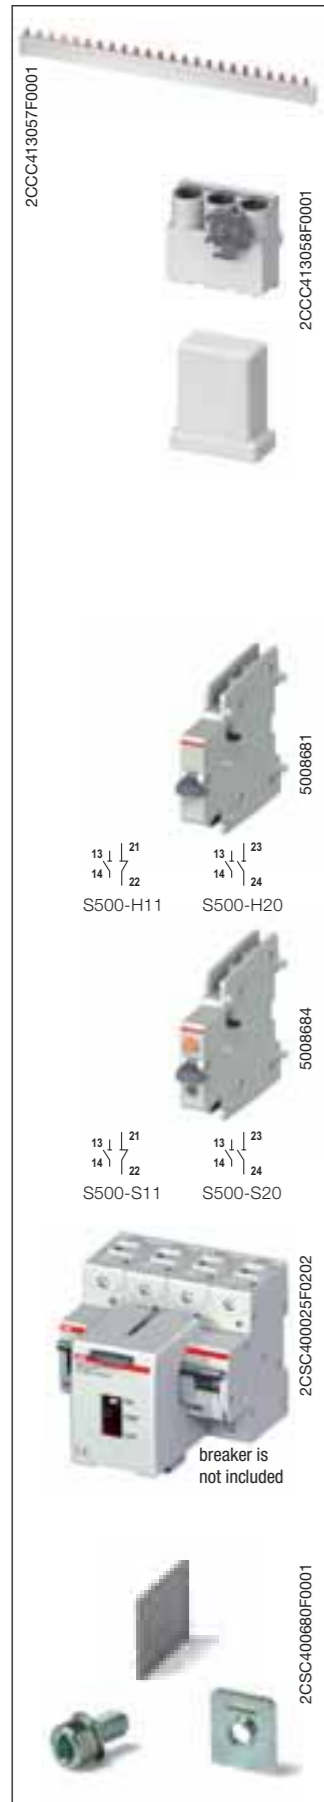 2CCC413057F0001
2CCC413058F0001
5008681
13 21 13 23
14 22 14 24
S500-H11 S500-H20
5008684
13 21 13 23
14 22 14 24
S500-S11 S500-S20
2CSC400025F0202
breaker is
not included
2CSC400680F0001